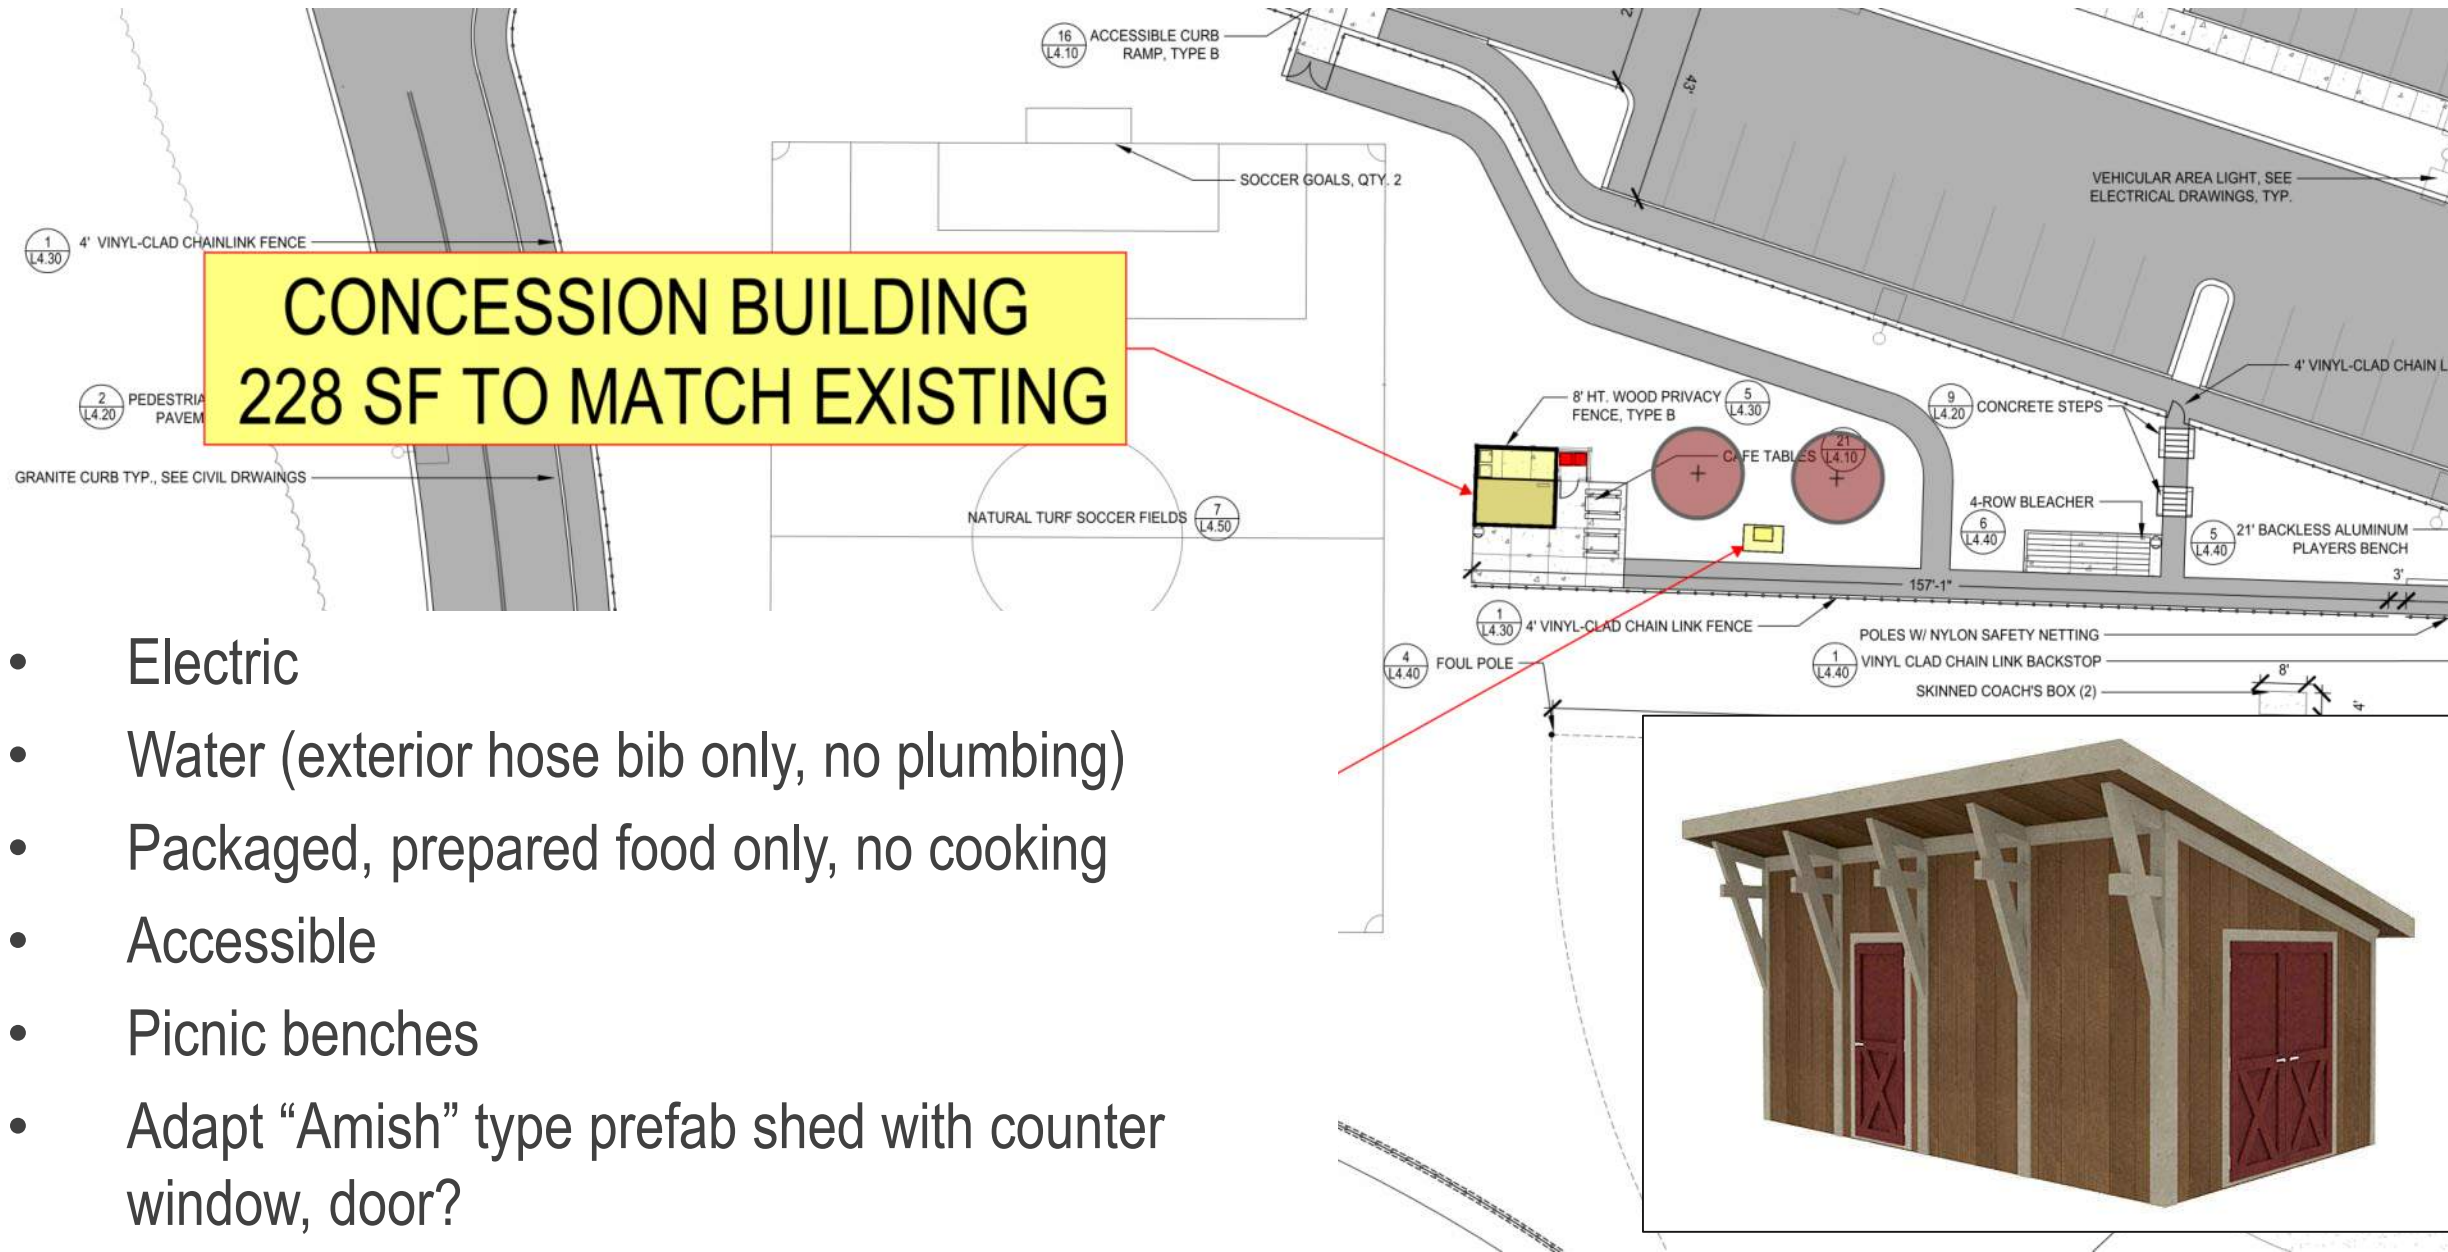 16
L4.10
ACCESSIBLE CURB
RAMP, TYPE B
43'
SOCCER GOALS, QTY. 2
VEHICULAR AREA LIGHT, SEE
ELECTRICAL DRAWINGS, TYP.
1
L4.30
4' VINYL-CLAD CHAINLINK FENCE
CONCESSION BUILDING
228 SF TO MATCH EXISTING
2
L4.20
PEDESTRIA
PAVEM
GRANITE CURB TYP., SEE CIVIL DRWAINGS
NATURAL TURF SOCCER FIELDS
7
L4.50
8' HT. WOOD PRIVACY
FENCE, TYPE B
5
L4.30
CAFE TABLES
21
L4.10
9
L4.20
CONCRETE STEPS
4' VINYL-CLAD CHAIN L
4-ROW BLEACHER
6
L4.40
5
L4.40
21' BACKLESS ALUMINUM
PLAYERS BENCH
157'-1"
3'
1
L4.30
4' VINYL-CLAD CHAIN LINK FENCE
4
L4.40
FOUL POLE
POLES W/ NYLON SAFETY NETTING
1
L4.40
VINYL CLAD CHAIN LINK BACKSTOP
SKINNED COACH'S BOX (2)
8'
4'
• Electric
• Water (exterior hose bib only, no plumbing)
• Packaged, prepared food only, no cooking
• Accessible
• Picnic benches
• Adapt “Amish” type prefab shed with counter
window, door?